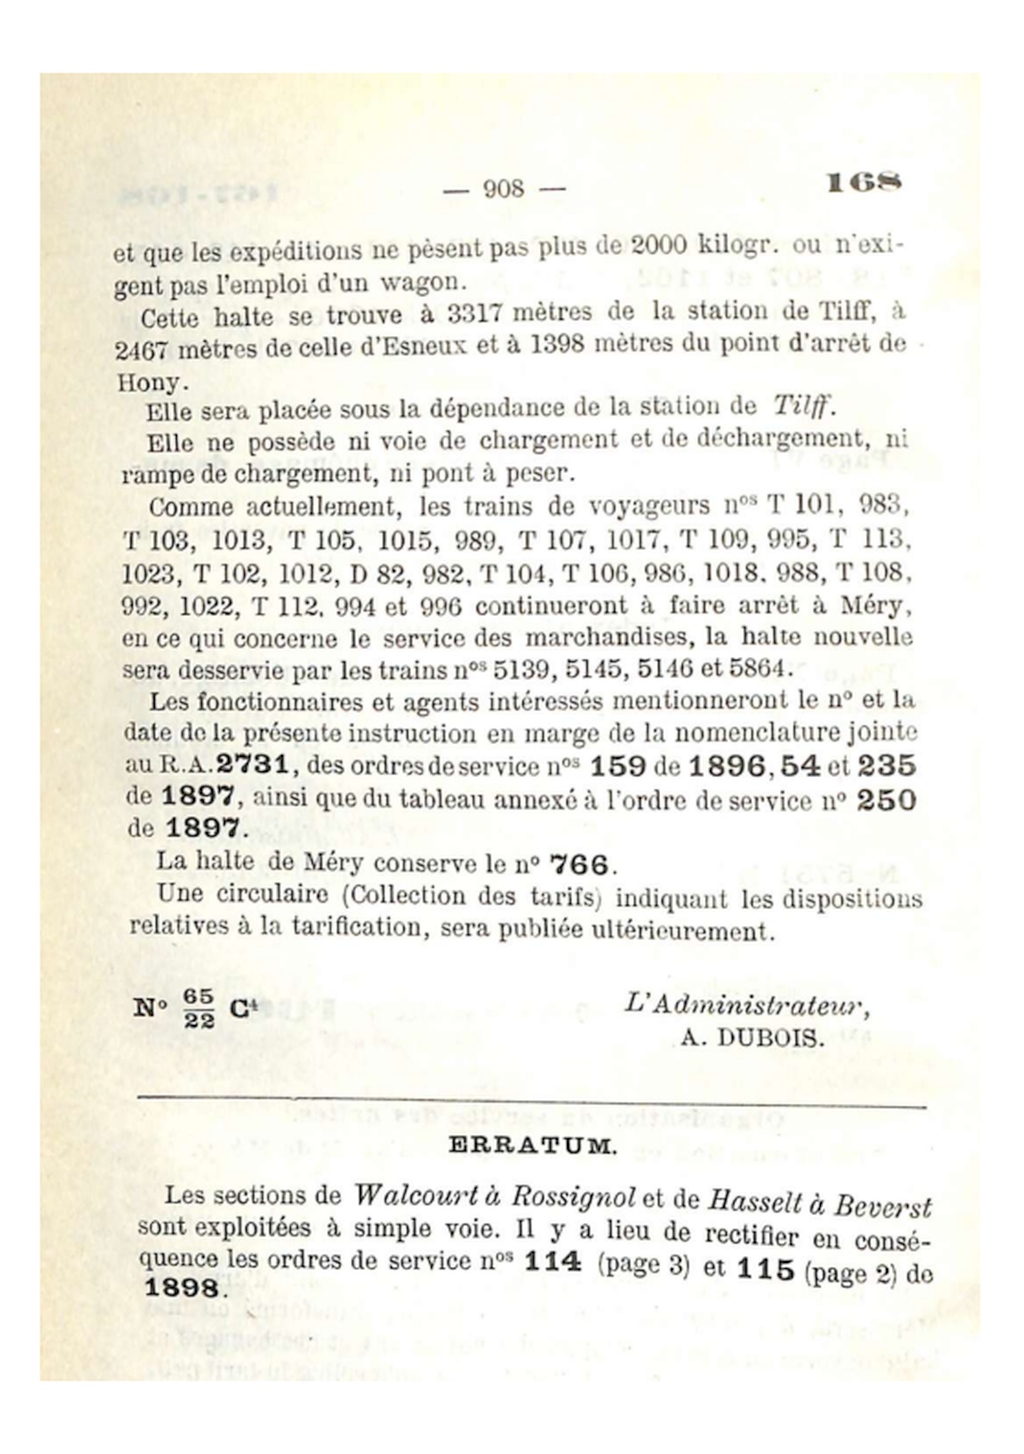 — 908 — 168
et que les expéditions ne pèsent pas plus de 2000 kilogr. ou n'exi-
gent pas l'emploi d'un wagon.
Cette halte se trouve à 3317 mètres de la station de Tilff, à
2467 mètres de celle d'Esneux et à 1398 mètres du point d'arrêt de
Hony.
Elle sera placée sous la dépendance de la station de Tilff.
Elle ne possède ni voie de chargement et de déchargement, ni
rampe de chargement, ni pont à peser.
Comme actuellement, les trains de voyageurs nos T 101, 983,
T 103, 1013, T 105, 1015, 989, T 107, 1017, T 109, 995, T 113,
1023, T 102, 1012, D 82, 982, T 104, T 106, 986, 1018. 988, T 108,
992, 1022, T 112. 994 et 996 continueront à faire arrêt à Méry,
en ce qui concerne le service des marchandises, la halte nouvelle
sera desservie par les trains nos 5139, 5145, 5146 et 5864.
Les fonctionnaires et agents intéressés mentionneront le no et la
date de la présente instruction en marge de la nomenclature jointe
au R.A. 2731, des ordres de service nos 159 de 1896, 54 et 235
de 1897, ainsi que du tableau annexé à l'ordre de service no 250
de 1897.
La halte de Méry conserve le no 766.
Une circulaire (Collection des tarifs) indiquant les dispositions
relatives à la tarification, sera publiée ultérieurement.
No 65/22 C4
L'Administrateur,
A. DUBOIS.
ERRATUM.
Les sections de Walcourt à Rossignol et de Hasselt à Beverst
sont exploitées à simple voie. Il y a lieu de rectifier en consé-
quence les ordres de service nos 114 (page 3) et 115 (page 2) de
1898.